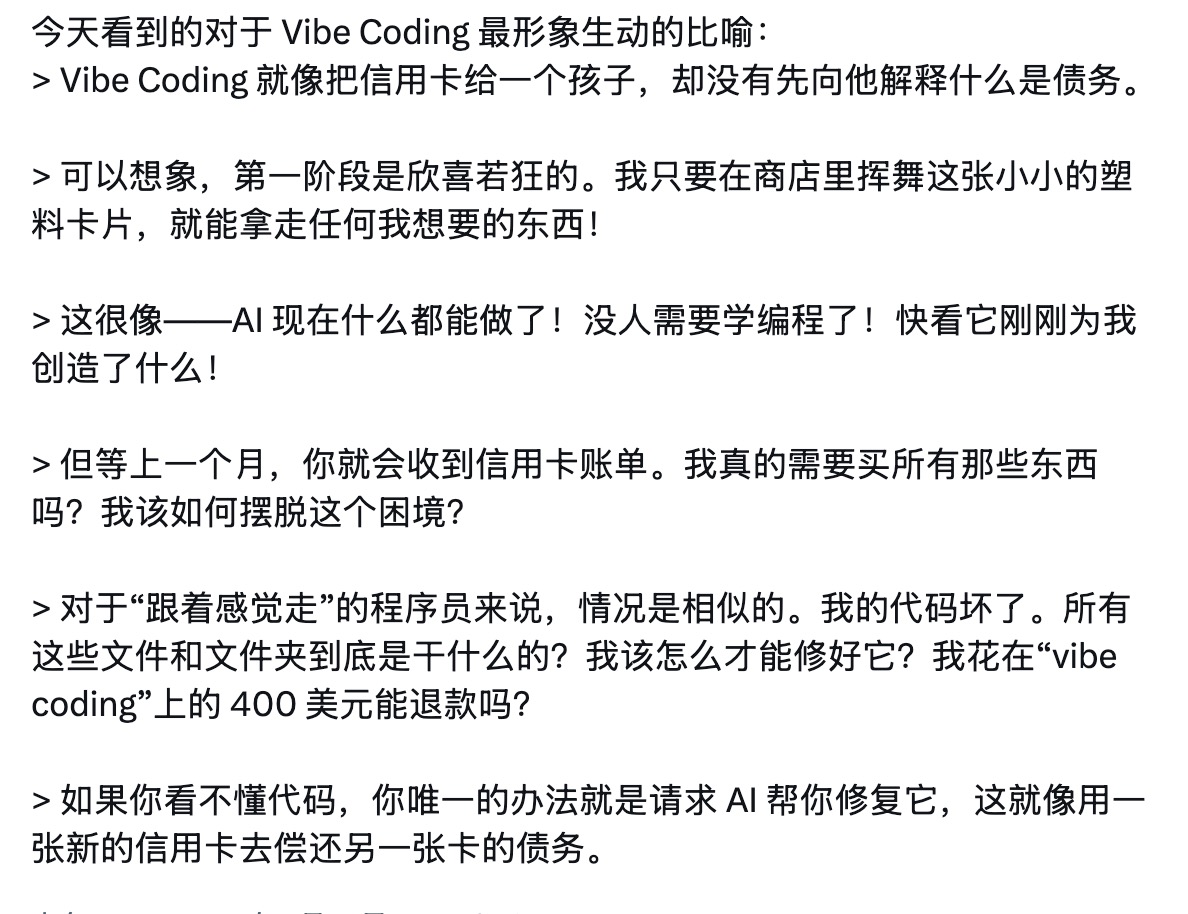 今天看到的对于 Vibe Coding 最形象生动的比喻：
> Vibe Coding 就像把信用卡给一个孩子，却没有先向他解释什么是债务。
> 可以想象，第一阶段是欣喜若狂的。我只要在商店里挥舞这张小小的塑
料卡片，就能拿走任何我想要的东西！
> 这很像——AI 现在什么都能做了！没人需要学编程了！快看它刚刚为我
创造了什么！
> 但等上一个月，你就会收到信用卡账单。我真的需要买所有那些东西
吗？我该如何摆脱这个困境？
> 对于“跟着感觉走”的程序员来说，情况是相似的。我的代码坏了。所有
这些文件和文件夹到底是干什么的？我该怎么才能修好它？我花在“vibe
coding”上的 400 美元能退款吗？
> 如果你看不懂代码，你唯一的办法就是请求 AI 帮你修复它，这就像用一
张新的信用卡去偿还另一张卡的债务。